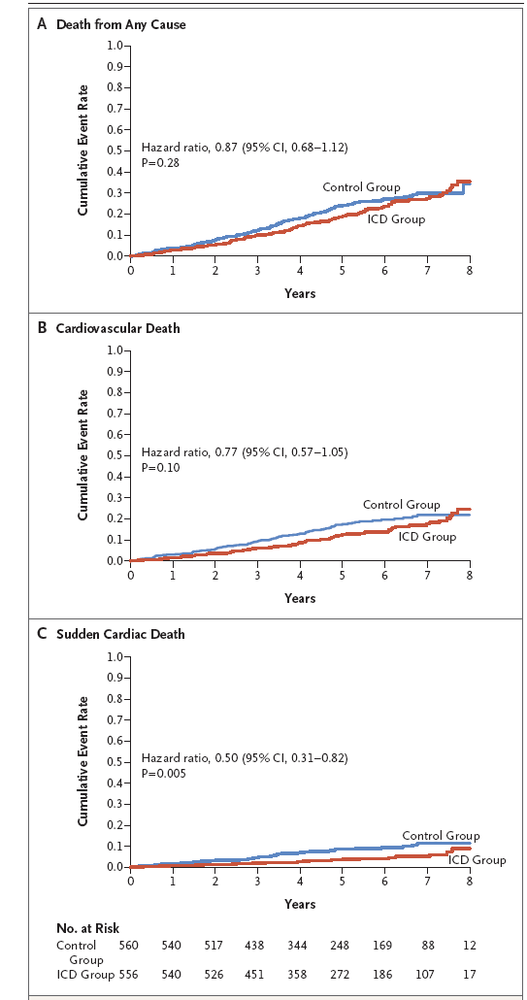 A Death from Any Cause
1.0
0.9
0.8
0.7
0.6
0.5
0.4
0.3
0.2
0.1
0.0
Cumulative Event Rate
Hazard ratio, 0.87 (95% CI, 0.68–1.12)
P=0.28
Control Group
ICD Group
0 1 2 3 4 5 6 7 8
Years
B Cardiovascular Death
1.0
0.9
0.8
0.7
0.6
0.5
0.4
0.3
0.2
0.1
0.0
Cumulative Event Rate
Hazard ratio, 0.77 (95% CI, 0.57–1.05)
P=0.10
Control Group
ICD Group
0 1 2 3 4 5 6 7 8
Years
C Sudden Cardiac Death
1.0
0.9
0.8
0.7
0.6
0.5
0.4
0.3
0.2
0.1
0.0
Cumulative Event Rate
Hazard ratio, 0.50 (95% CI, 0.31–0.82)
P=0.005
Control Group
ICD Group
0 1 2 3 4 5 6 7 8
Years
No. at Risk
Control 560 540 517 438 344 248 169 88 12
Group
ICD Group 556 540 526 451 358 272 186 107 17